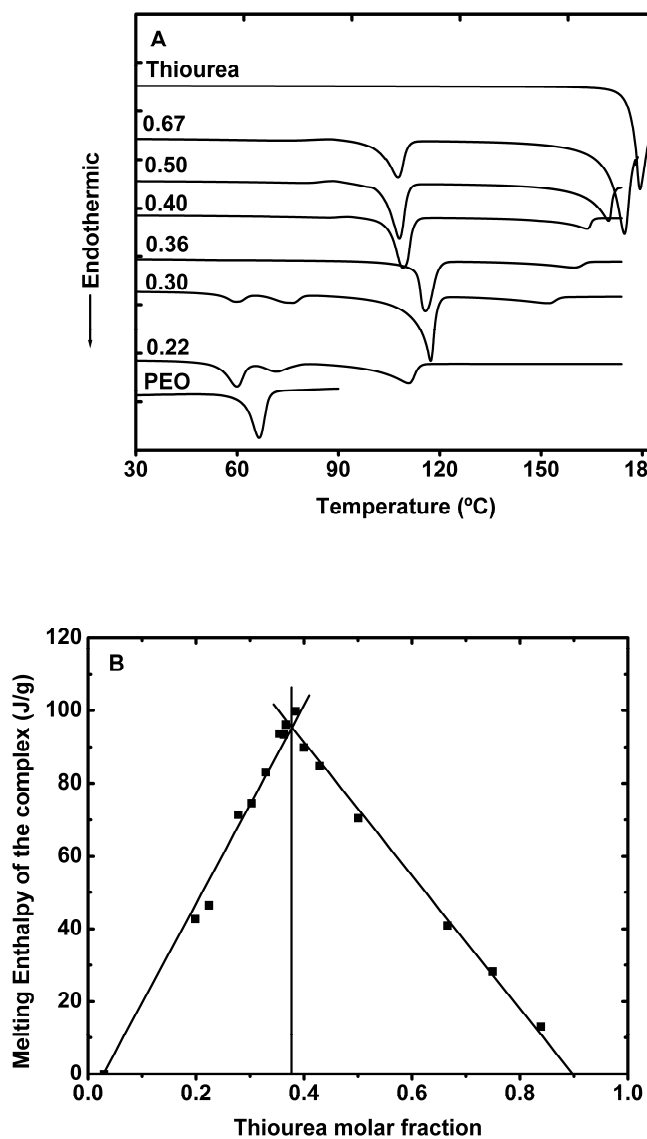 A
Thiourea
0.67
0.50
0.40
0.36
0.30
0.22
PEO
Endothermic
30 60 90 120 150 18
Temperature (ºC)
B
120
100
80
60
40
20
0
0.0 0.2 0.4 0.6 0.8 1.0
Melting Enthalpy of the complex (J/g)
Thiourea molar fraction